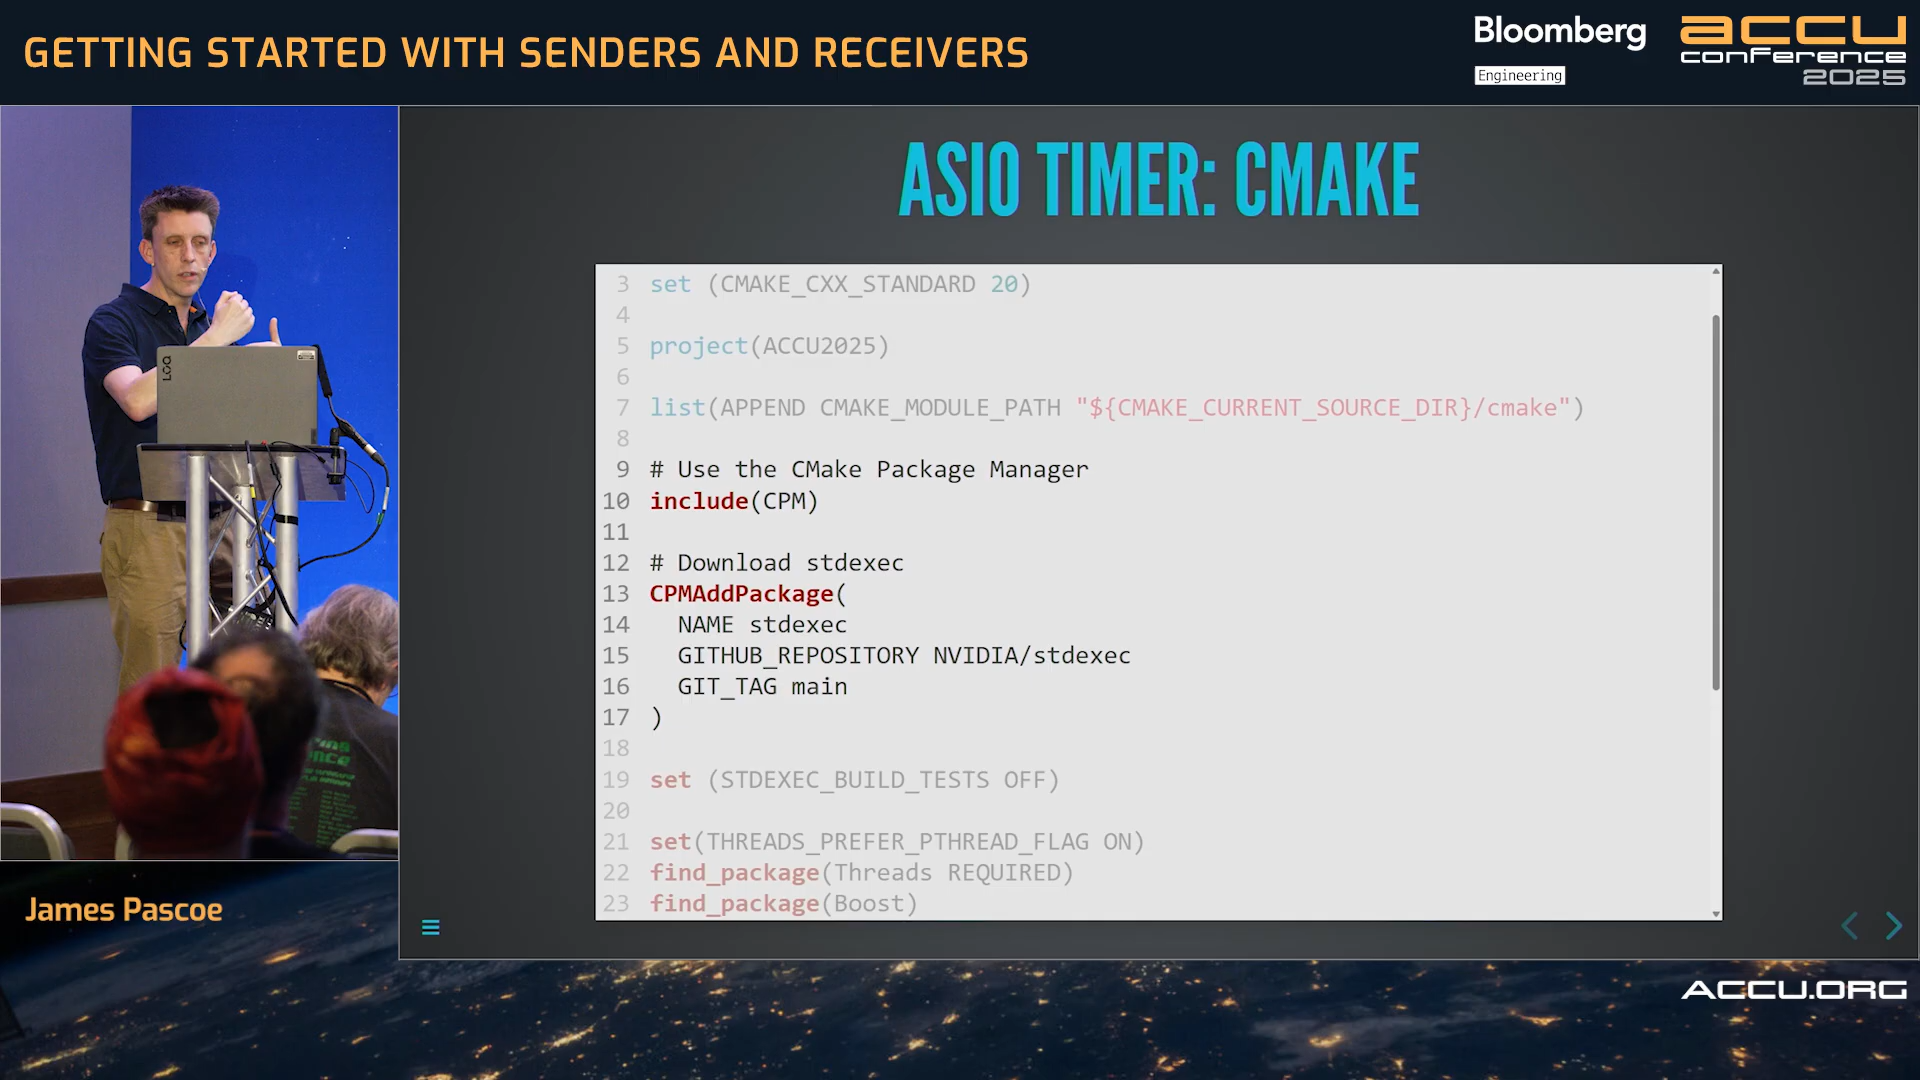 GETTING STARTED WITH SENDERS AND RECEIVERS
Bloomberg
Engineering
accu
conference
2025
ASIO TIMER: CMAKE
3 set (CMAKE_CXX_STANDARD 20)
4
5 project(ACCU2025)
6
7 list(APPEND CMAKE_MODULE_PATH "${CMAKE_CURRENT_SOURCE_DIR}/cmake")
8
9 # Use the CMake Package Manager
10 include(CPM)
11
12 # Download stdexec
13 CPMAddPackage(
14 NAME stdexec
15 GITHUB_REPOSITORY NVIDIA/stdexec
16 GIT_TAG main
17 )
18
19 set (STDEXEC_BUILD_TESTS OFF)
20
21 set(THREADS_PREFER_PTHREAD_FLAG ON)
22 find_package(Threads REQUIRED)
23 find_package(Boost)
LOQ
James Pascoe
ACCU.ORG